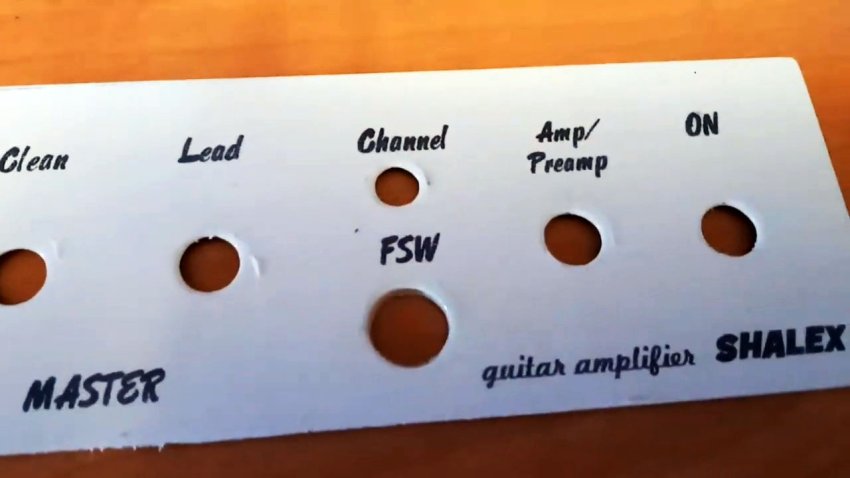 Clean
Lead
Channel
Amp/
Preamp
ON
FSW
MASTER
guitar amplifier SHALEX